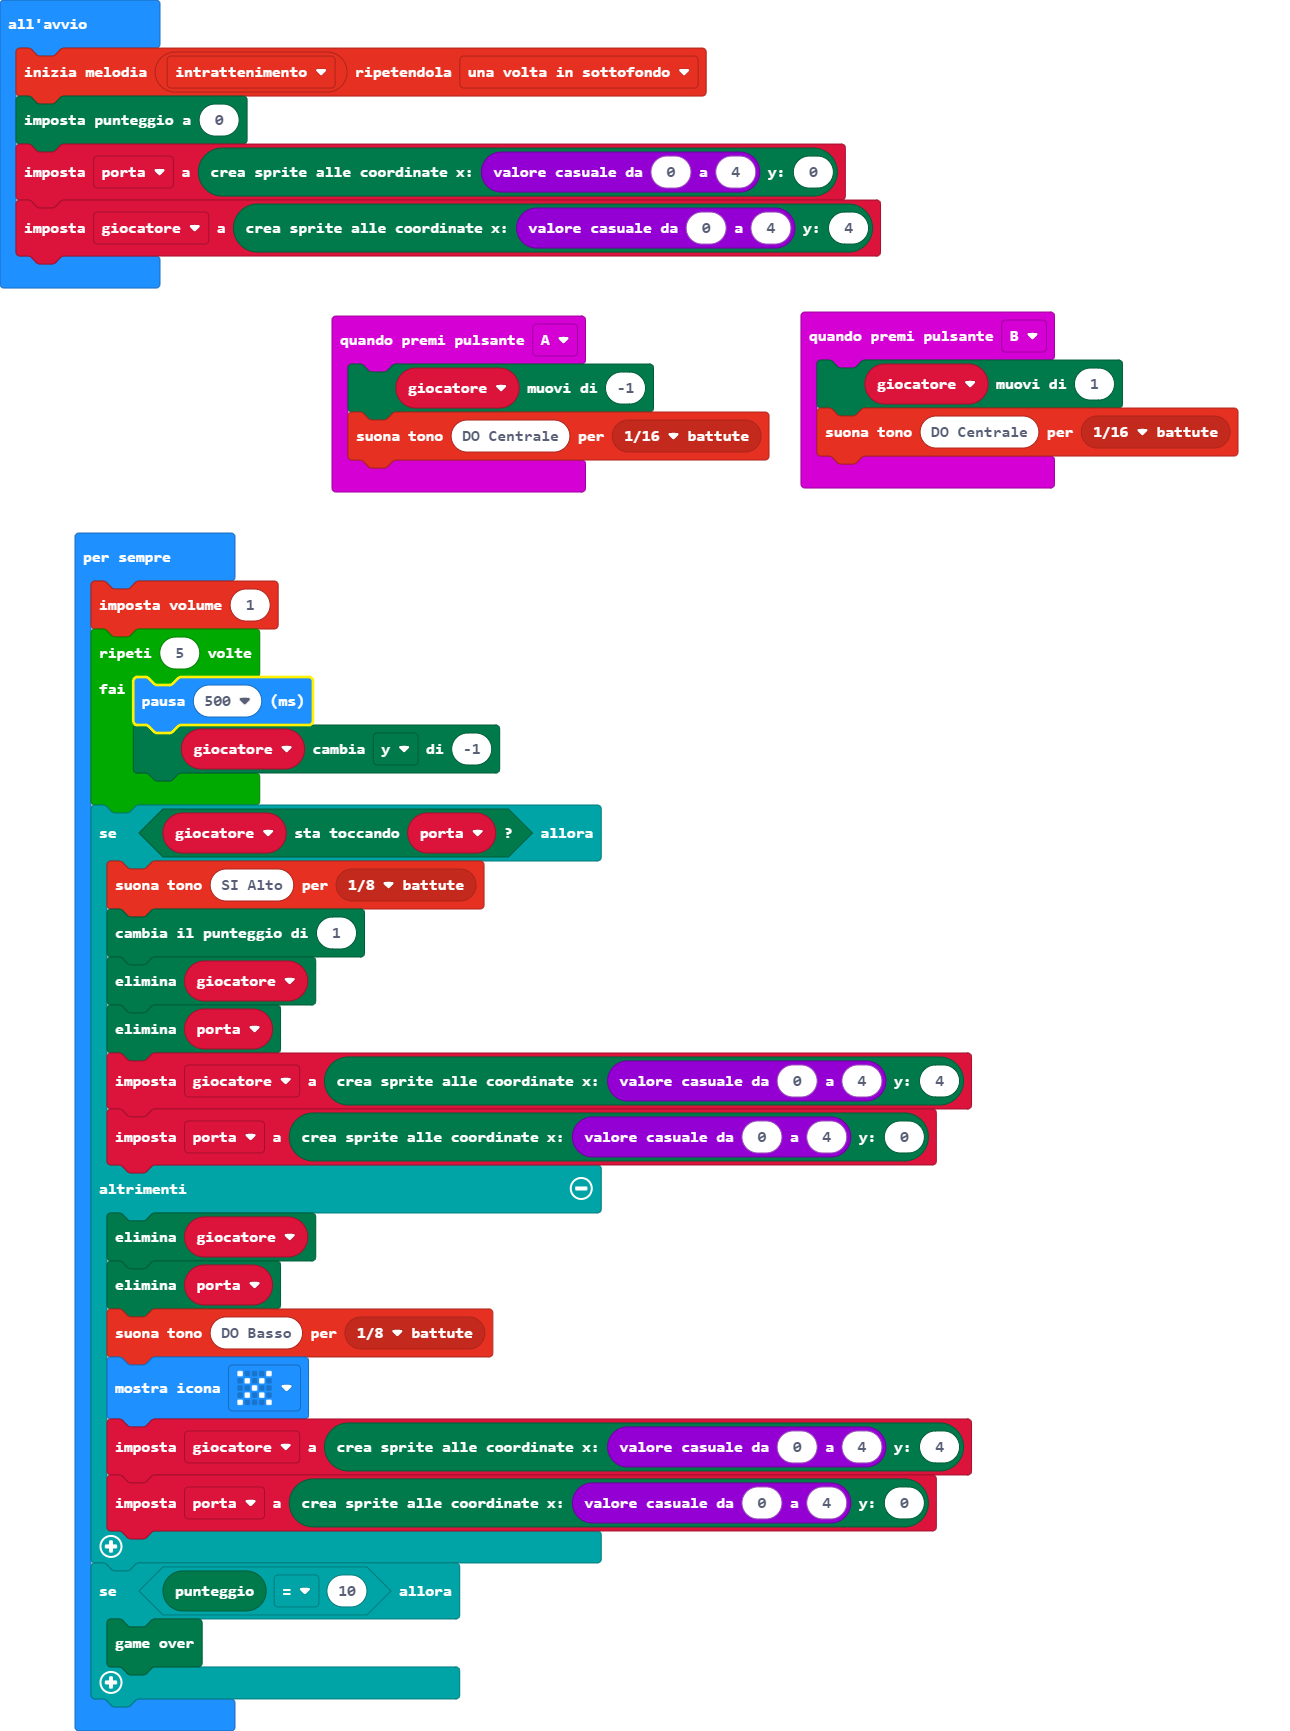 all'avvio
inizia melodia intrattenimento ripetendola una volta in sottofondo
imposta punteggio a 0
imposta porta a crea sprite alle coordinate x: valore casuale da 0 a 4 y: 0
imposta giocatore a crea sprite alle coordinate x: valore casuale da 0 a 4 y: 4
quando premi pulsante A
giocatore muovi di -1
suona tono DO Centrale per 1/16 battute
quando premi pulsante B
giocatore muovi di 1
suona tono DO Centrale per 1/16 battute
per sempre
imposta volume 1
ripeti 5 volte
fai
pausa 500 (ms)
giocatore cambia y di -1
se giocatore sta toccando porta ? allora
suona tono SI Alto per 1/8 battute
cambia il punteggio di 1
elimina giocatore
elimina porta
imposta giocatore a crea sprite alle coordinate x: valore casuale da 0 a 4 y: 4
imposta porta a crea sprite alle coordinate x: valore casuale da 0 a 4 y: 0
altrimenti
elimina giocatore
elimina porta
suona tono DO Basso per 1/8 battute
mostra icona
imposta giocatore a crea sprite alle coordinate x: valore casuale da 0 a 4 y: 4
imposta porta a crea sprite alle coordinate x: valore casuale da 0 a 4 y: 0
se punteggio = 10 allora
game over